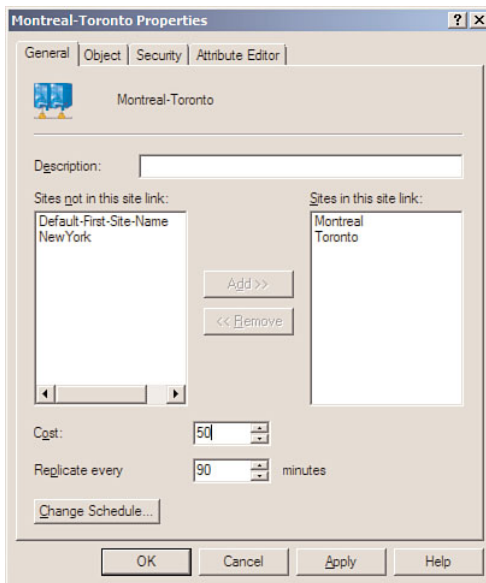 Montreal-Toronto Properties
General Object Security Attribute Editor
Montreal-Toronto
Description:
Sites not in this site link:
Default-First-Site-Name
NewYork
Sites in this site link:
Montreal
Toronto
Add >>
<< Remove
Cost: 50
Replicate every 90 minutes
Change Schedule...
OK Cancel Apply Help